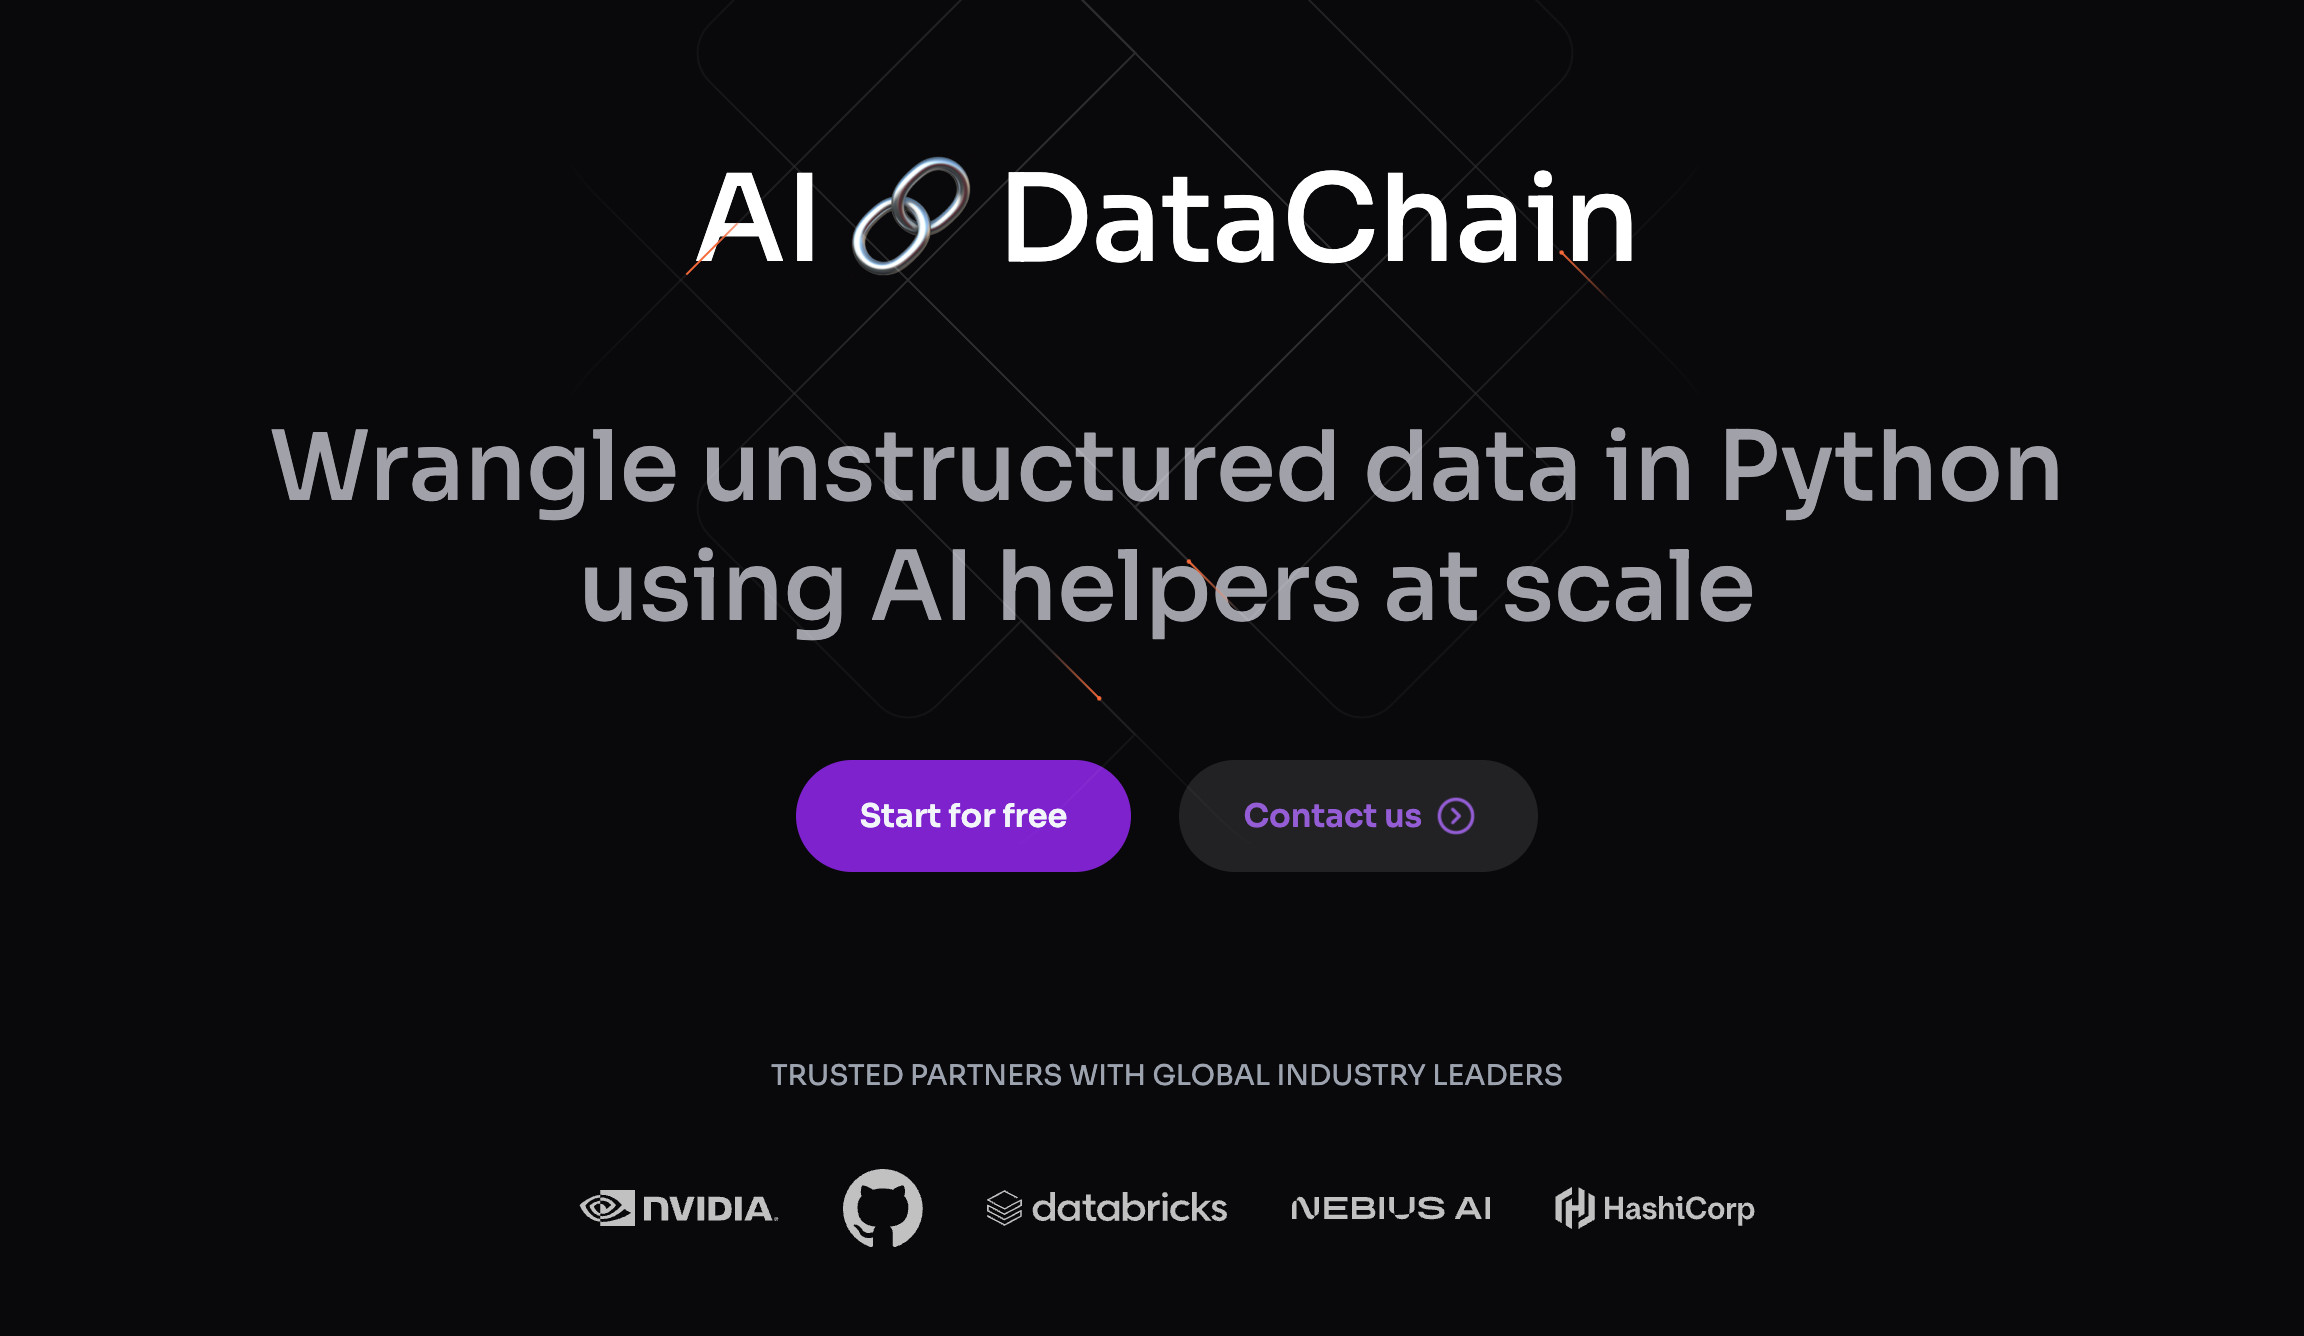 AI 🔗 DataChain
Wrangle unstructured data in Python
using AI helpers at scale
Start for free
Contact us
TRUSTED PARTNERS WITH GLOBAL INDUSTRY LEADERS
NVIDIA. databricks NEBIUS AI HashiCorp